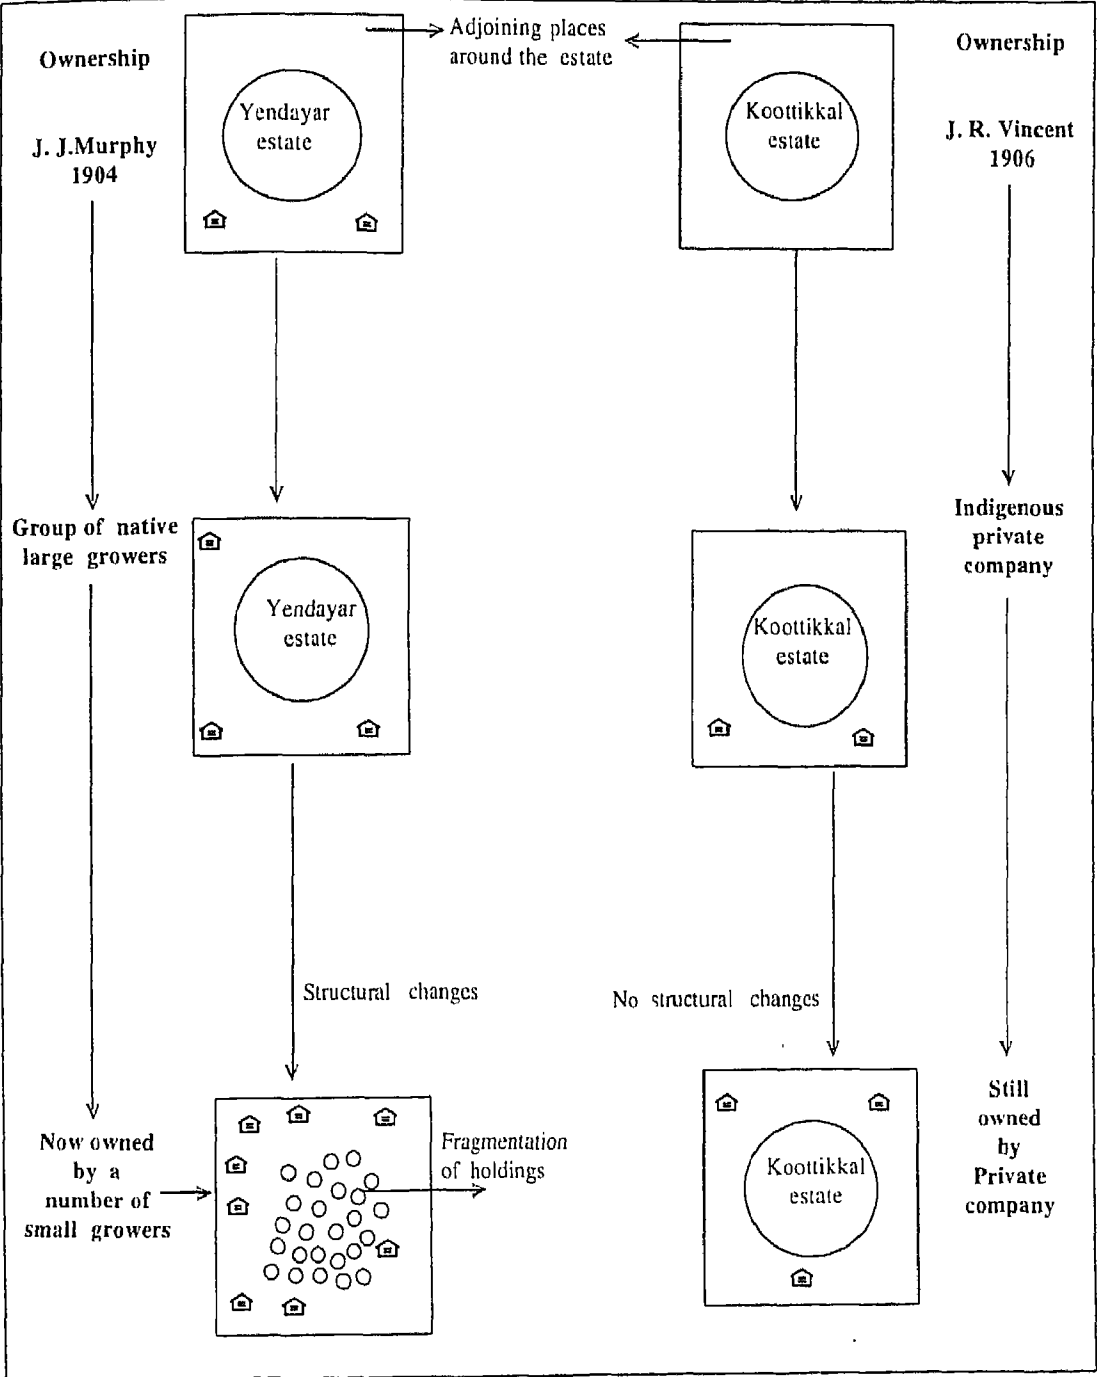 Ownership
J. J.Murphy
1904
Yendayar
estate
Adjoining places
around the estate
Koottikkal
estate
Ownership
J. R. Vincent
1906
Group of native
large growers
Yendayar
estate
Koottikkal
estate
Indigenous
private
company
Structural changes
No structural changes
Now owned
by a
number of
small growers
Fragmentation
of holdings
Koottikkal
estate
Still
owned
by
Private
company